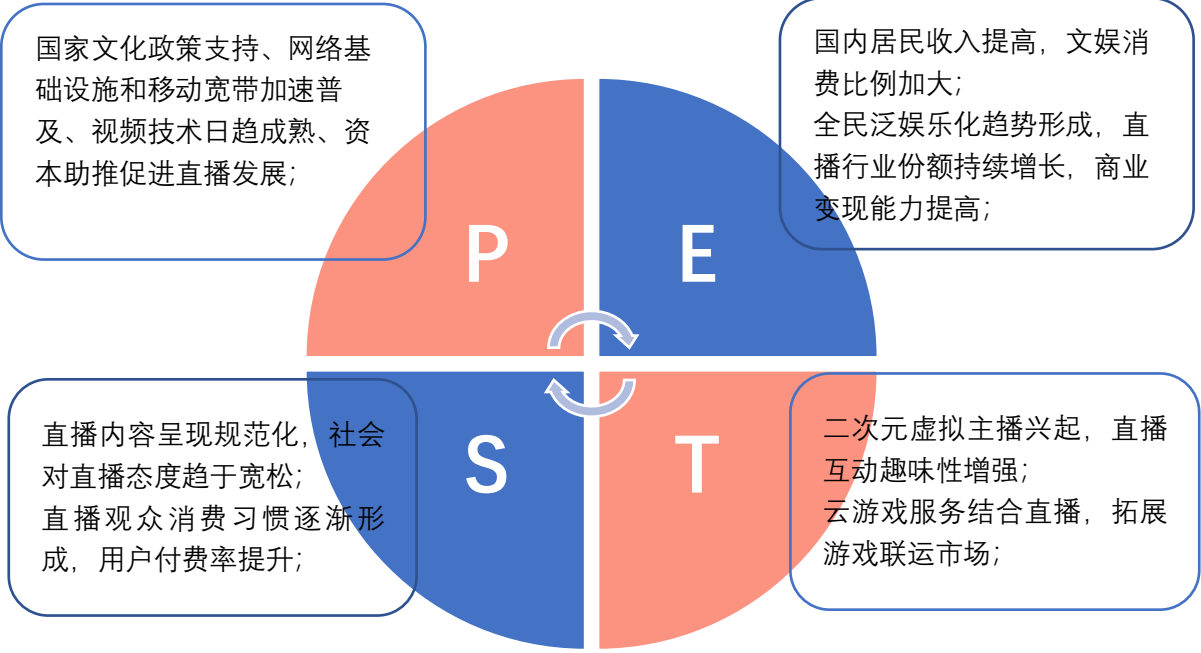 国家文化政策支持、网络基
础设施和移动宽带加速普
及、视频技术日趋成熟、资
本助推促进直播发展;
国内居民收入提高，文娱消
费比例加大;
全民泛娱乐化趋势形成，直
播行业份额持续增长，商业
变现能力提高;
P
E
直播内容呈现规范化，社会
对直播态度趋于宽松;
直播观众消费习惯逐渐形
成，用户付费率提升;
S
T
二次元虚拟主播兴起，直播
互动趣味性增强;
云游戏服务结合直播，拓展
游戏联运市场;